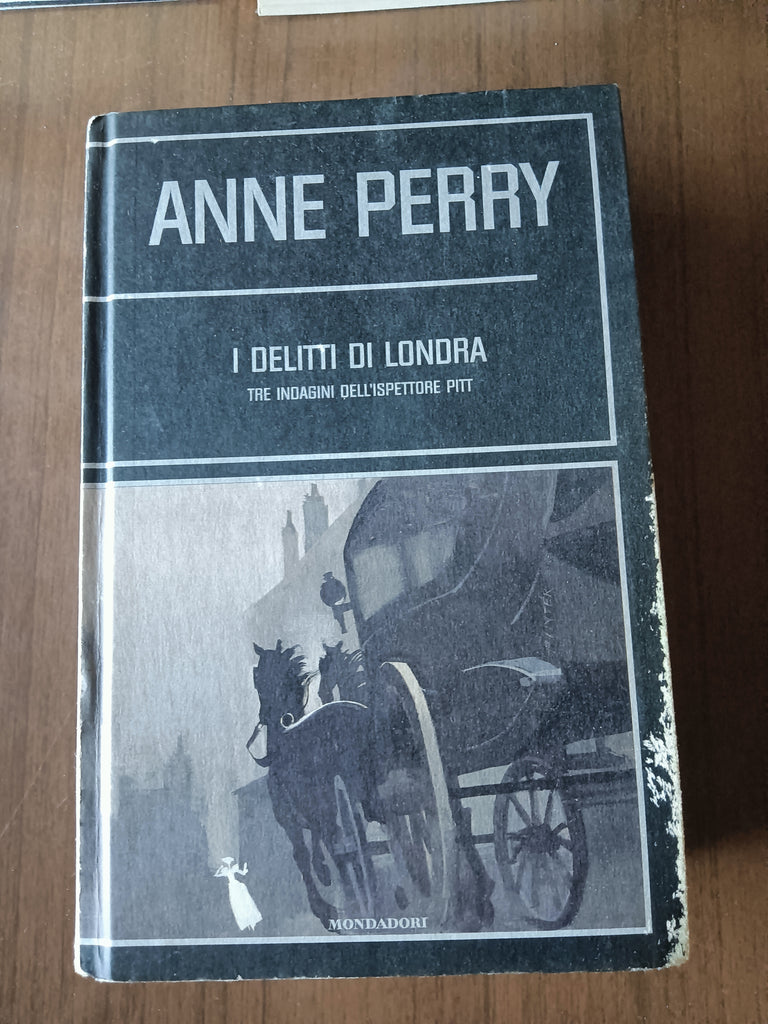 ANNE PERRY
I DELITTI DI LONDRA
TRE INDAGINI DELL'ISPETTORE PITT
MONDADORI